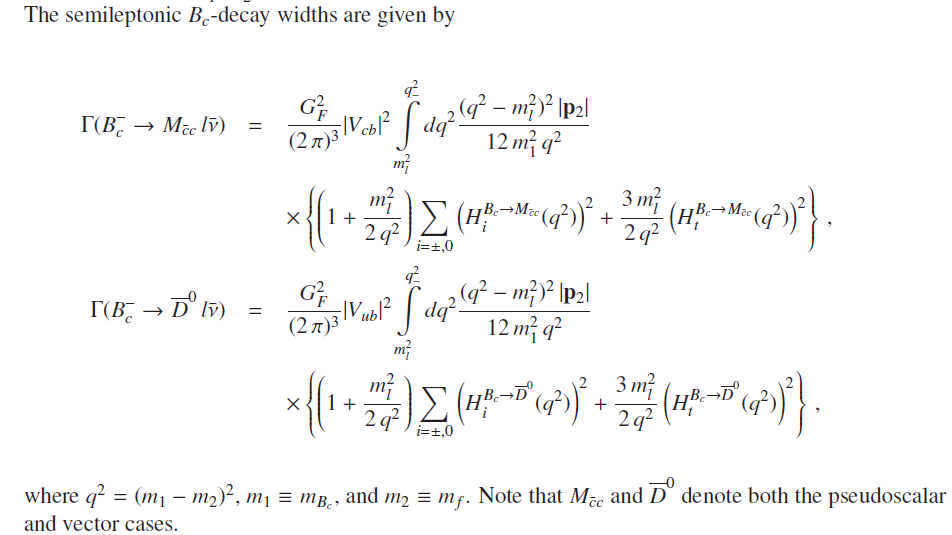 The semileptonic $B_c$-decay widths are given by
$\Gamma(B_c^- \to M_{\bar{c}c}\, l\bar{\nu}) = \frac{G_F^2}{(2\pi)^3} |V_{cb}|^2 \int\limits_{m_l^2}^{q_-^2} dq^2 \frac{(q^2 - m_l^2)^2 |\mathbf{p}_2|}{12\, m_1^2\, q^2}$
$\times \left\{ \left(1 + \frac{m_l^2}{2\, q^2}\right) \sum\limits_{i=\pm,0} \left(H_i^{B_c \to M_{\bar{c}c}}(q^2)\right)^2 + \frac{3\, m_l^2}{2\, q^2} \left(H_t^{B_c \to M_{\bar{c}c}}(q^2)\right)^2 \right\} ,$
$\Gamma(B_c^- \to \overline{D}^0\, l\bar{\nu}) = \frac{G_F^2}{(2\pi)^3} |V_{ub}|^2 \int\limits_{m_l^2}^{q_-^2} dq^2 \frac{(q^2 - m_l^2)^2 |\mathbf{p}_2|}{12\, m_1^2\, q^2}$
$\times \left\{ \left(1 + \frac{m_l^2}{2\, q^2}\right) \sum\limits_{i=\pm,0} \left(H_i^{B_c \to \overline{D}^0}(q^2)\right)^2 + \frac{3\, m_l^2}{2\, q^2} \left(H_t^{B_c \to \overline{D}^0}(q^2)\right)^2 \right\} ,$
where $q^2 = (m_1 - m_2)^2$, $m_1 \equiv m_{B_c}$, and $m_2 \equiv m_f$. Note that $M_{\bar{c}c}$ and $\overline{D}^0$ denote both the pseudoscalar
and vector cases.